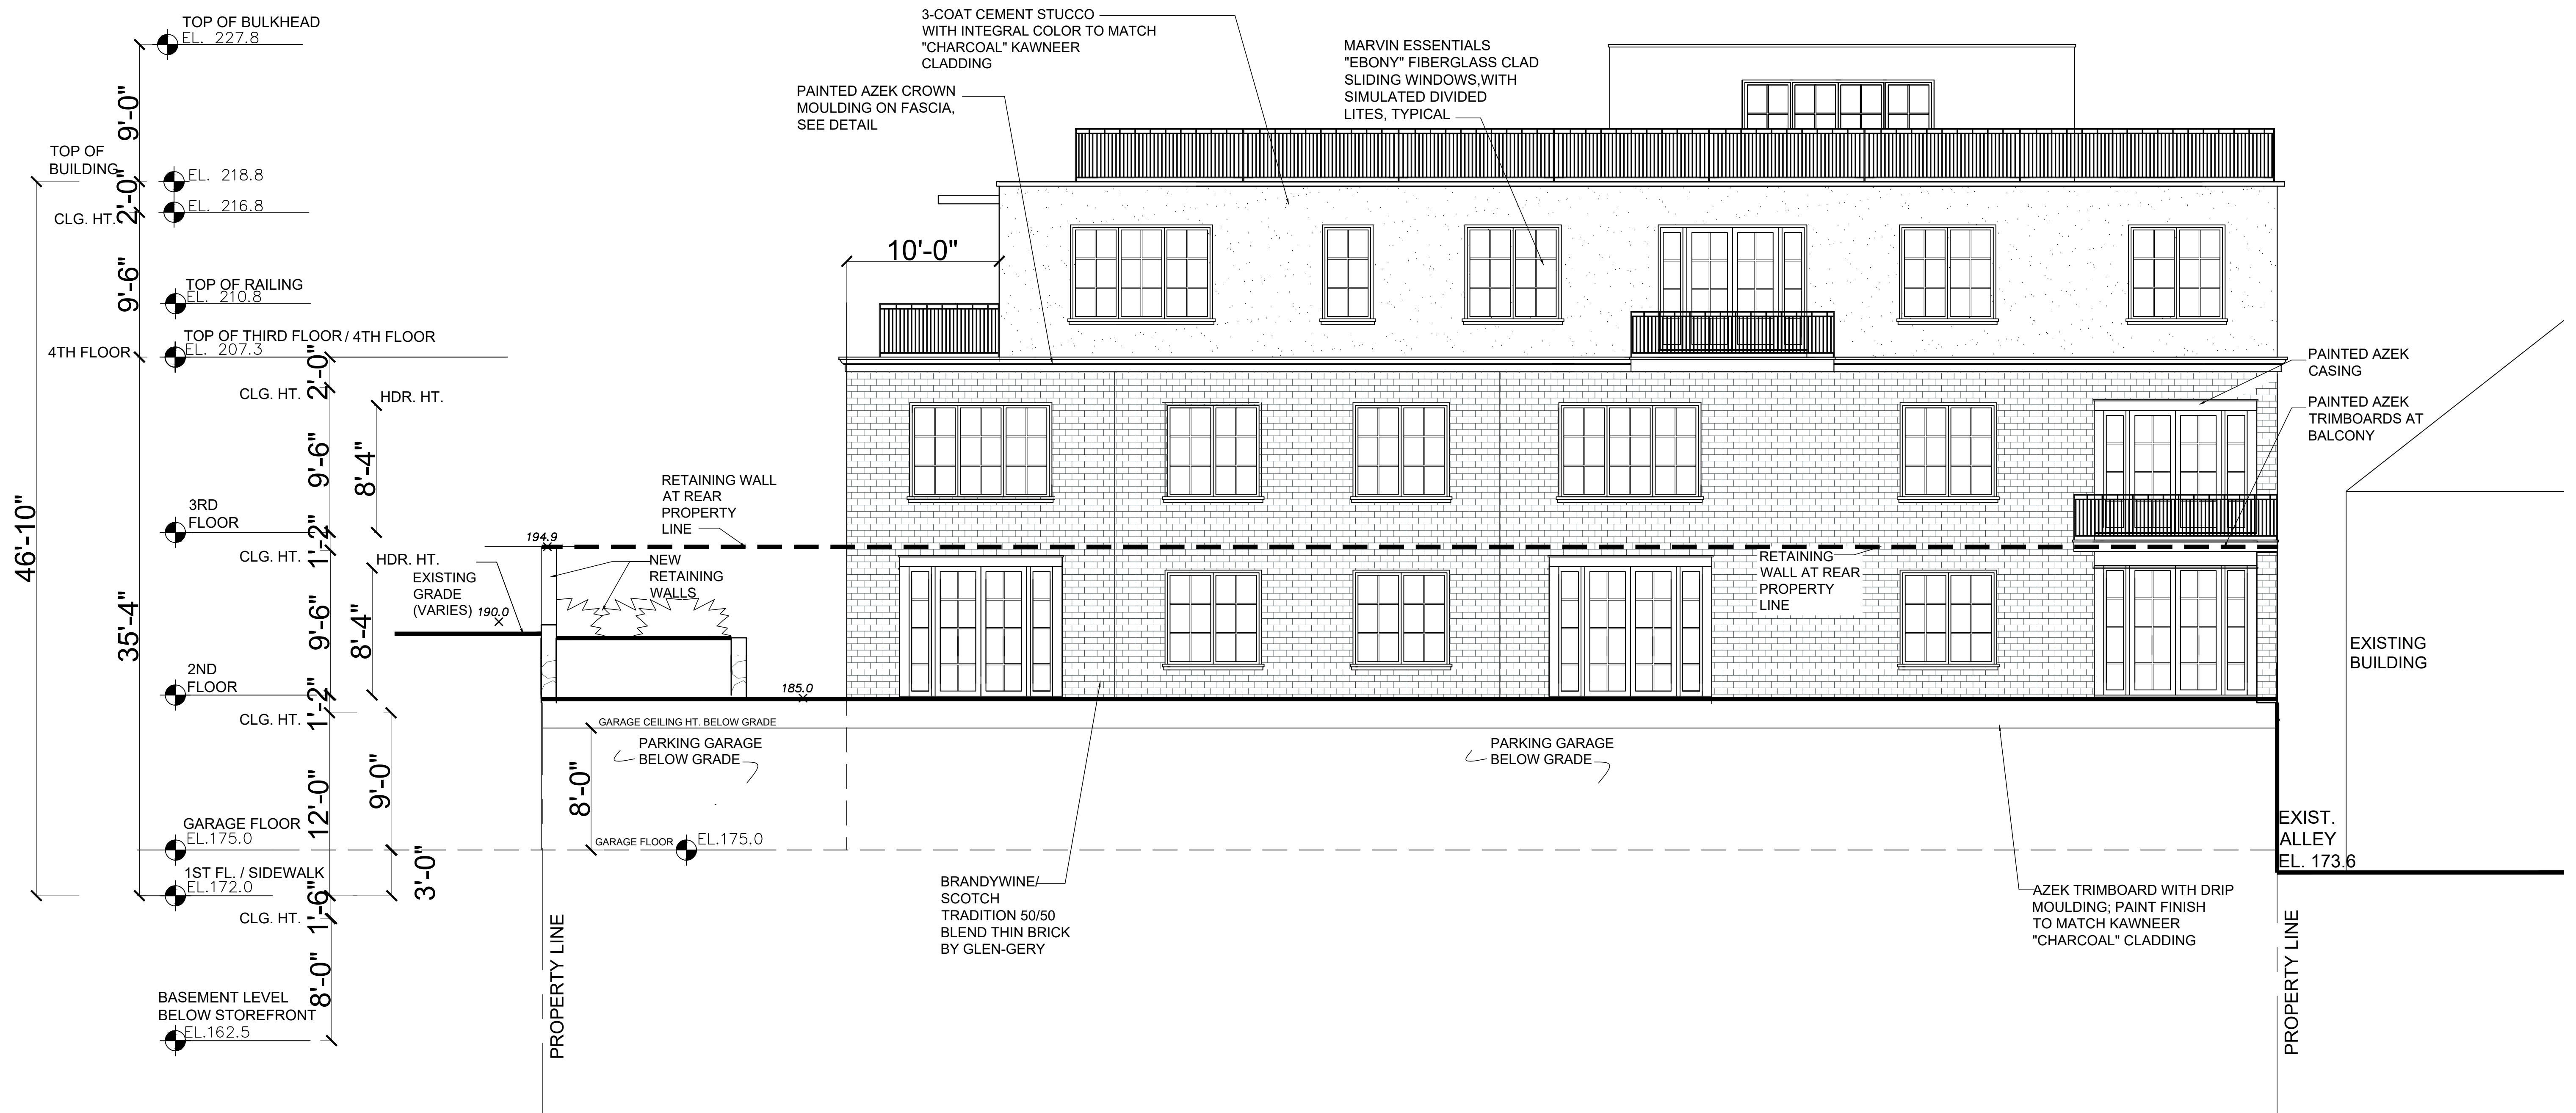 TOP OF BULKHEAD
EL. 227.8
9'-0"
TOP OF
BUILDING
EL. 218.8
2'-0"
EL. 216.8
CLG. HT.
9'-6"
TOP OF RAILING
EL. 210.8
TOP OF THIRD FLOOR / 4TH FLOOR
EL. 207.3
4TH FLOOR
2'-0"
CLG. HT.
HDR. HT.
9'-6"
8'-4"
3RD
FLOOR
1'-2"
CLG. HT.
HDR. HT.
46'-10"
35'-4"
9'-6"
8'-4"
2ND
FLOOR
1'-2"
CLG. HT.
12'-0"
9'-0"
GARAGE FLOOR
EL.175.0
3'-0"
1ST FL. / SIDEWALK
EL.172.0
1'-6"
CLG. HT.
8'-0"
BASEMENT LEVEL
BELOW STOREFRONT
EL.162.5
3-COAT CEMENT STUCCO
WITH INTEGRAL COLOR TO MATCH
"CHARCOAL" KAWNEER
CLADDING
PAINTED AZEK CROWN
MOULDING ON FASCIA,
SEE DETAIL
MARVIN ESSENTIALS
"EBONY" FIBERGLASS CLAD
SLIDING WINDOWS,WITH
SIMULATED DIVIDED
LITES, TYPICAL
10'-0"
PAINTED AZEK
CASING
PAINTED AZEK
TRIMBOARDS AT
BALCONY
RETAINING WALL
AT REAR
PROPERTY
LINE
194.9
EXISTING
GRADE
(VARIES)
190.0
NEW
RETAINING
WALLS
RETAINING
WALL AT REAR
PROPERTY
LINE
185.0
EXISTING
BUILDING
GARAGE CEILING HT. BELOW GRADE
PARKING GARAGE
BELOW GRADE
PARKING GARAGE
BELOW GRADE
8'-0"
GARAGE FLOOR
EL.175.0
EXIST.
ALLEY
EL. 173.6
BRANDYWINE/
SCOTCH
TRADITION 50/50
BLEND THIN BRICK
BY GLEN-GERY
AZEK TRIMBOARD WITH DRIP
MOULDING; PAINT FINISH
TO MATCH KAWNEER
"CHARCOAL" CLADDING
PROPERTY LINE
PROPERTY LINE